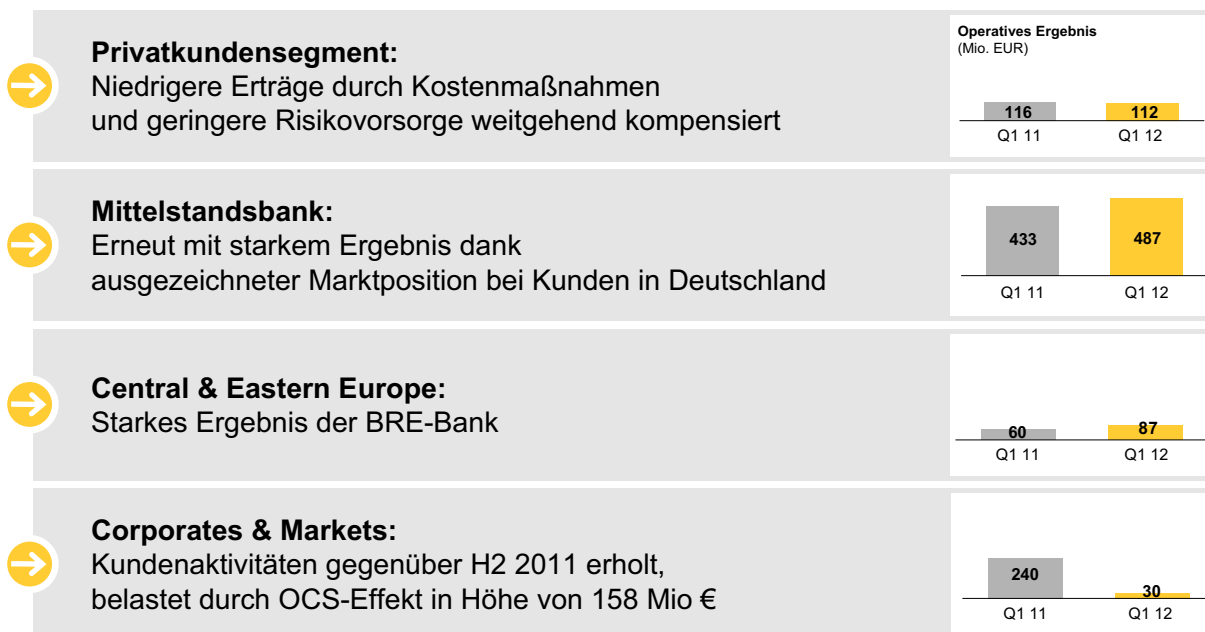 Privatkundensegment:
Niedrigere Erträge durch Kostenmaßnahmen
und geringere Risikovorsorge weitgehend kompensiert
Operatives Ergebnis
(Mio. EUR)
116 112
Q1 11 Q1 12
Mittelstandsbank:
Erneut mit starkem Ergebnis dank
ausgezeichneter Marktposition bei Kunden in Deutschland
433 487
Q1 11 Q1 12
Central & Eastern Europe:
Starkes Ergebnis der BRE-Bank
60 87
Q1 11 Q1 12
Corporates & Markets:
Kundenaktivitäten gegenüber H2 2011 erholt,
belastet durch OCS-Effekt in Höhe von 158 Mio €
240 30
Q1 11 Q1 12